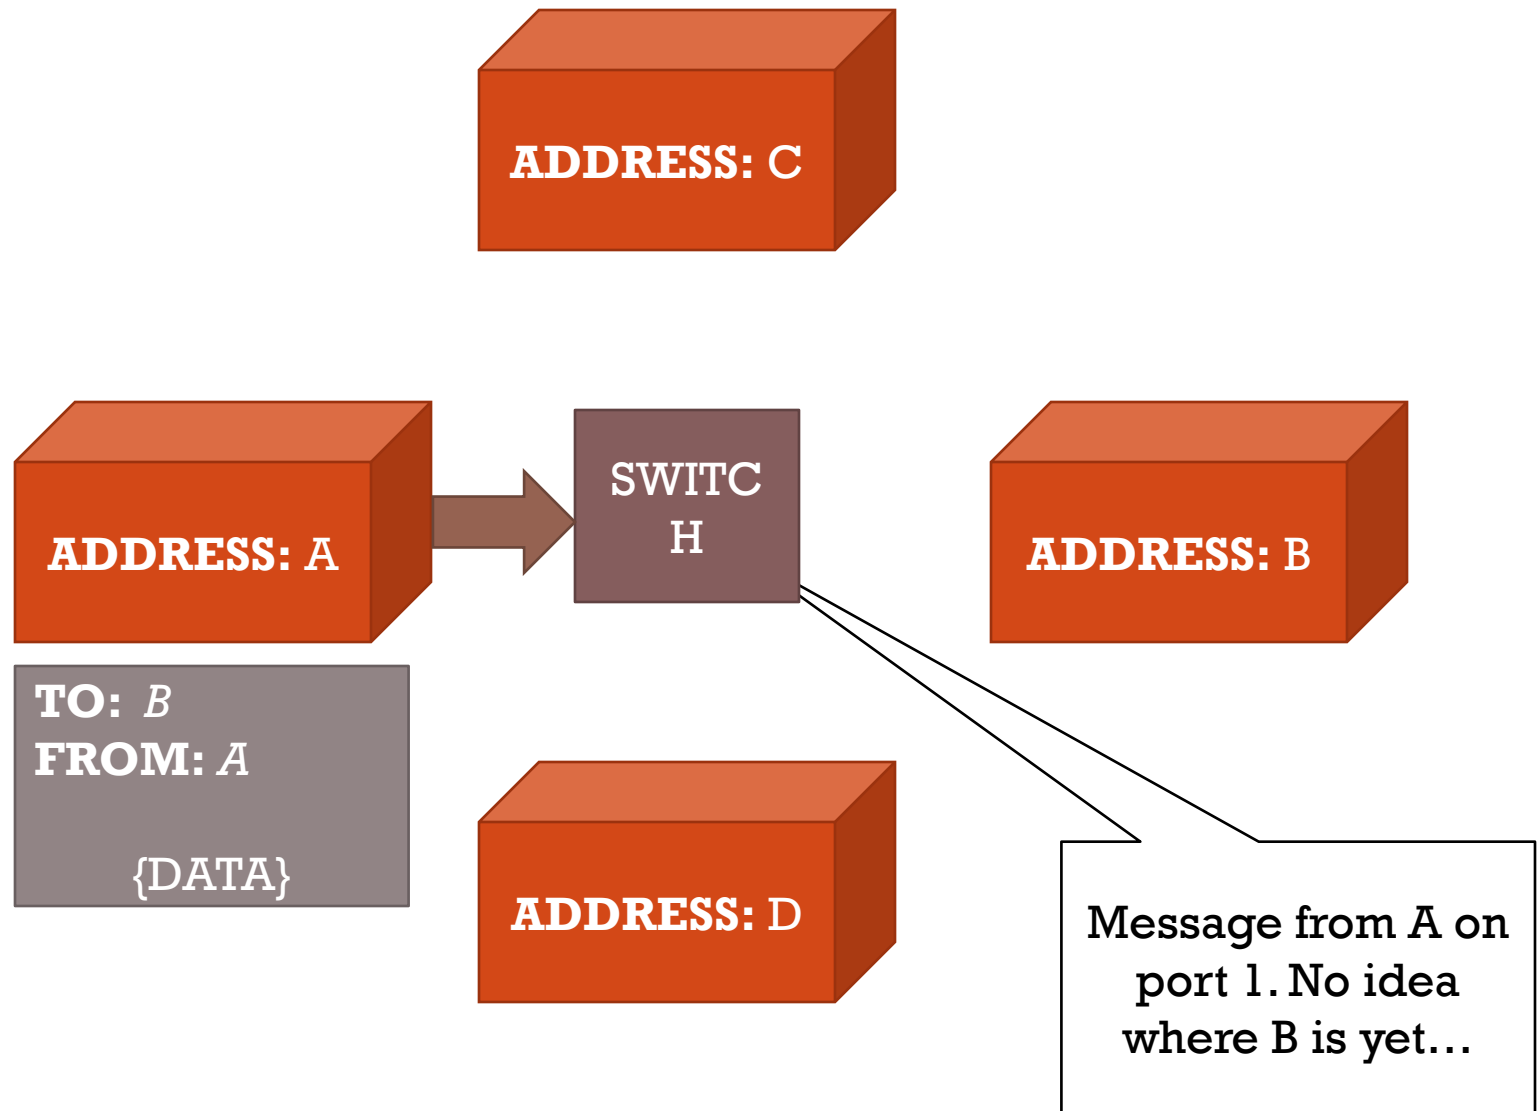 ADDRESS: C
ADDRESS: A
SWITC
H
ADDRESS: B
TO: B
FROM: A
{DATA}
ADDRESS: D
Message from A on
port 1. No idea
where B is yet…